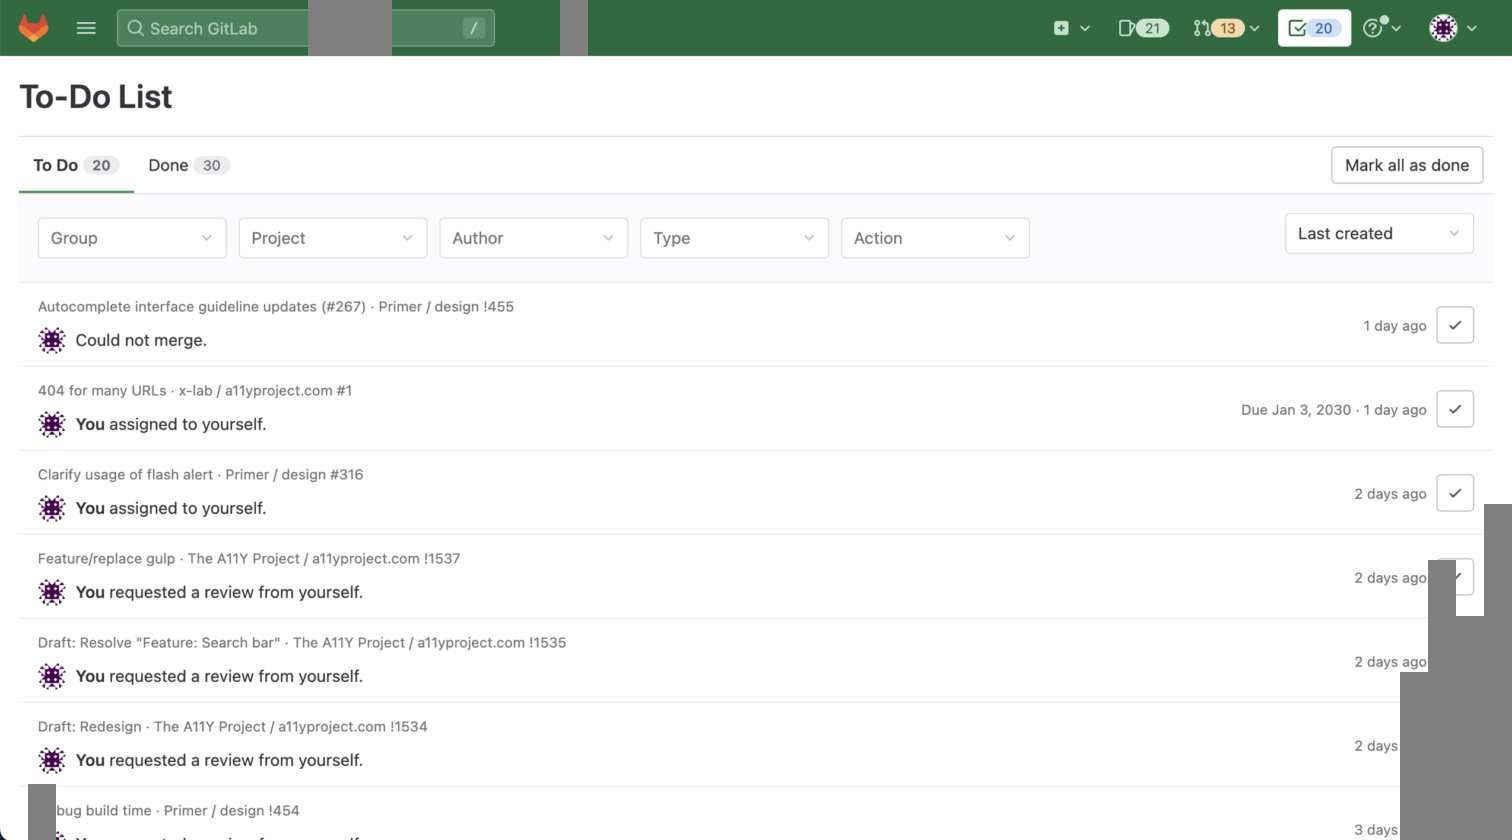 Search GitLab / 21 13 20
To-Do List
To Do 20 Done 30 Mark all as done
Group Project Author Type Action Last created
Autocomplete interface guideline updates (#267) · Primer / design !455
Could not merge. 1 day ago
404 for many URLs · x-lab / a11yproject.com #1
You assigned to yourself. Due Jan 3, 2030 · 1 day ago
Clarify usage of flash alert · Primer / design #316
You assigned to yourself. 2 days ago
Feature/replace gulp · The A11Y Project / a11yproject.com !1537
You requested a review from yourself. 2 days ago
Draft: Resolve "Feature: Search bar" · The A11Y Project / a11yproject.com !1535
You requested a review from yourself. 2 days ago
Draft: Redesign · The A11Y Project / a11yproject.com !1534
You requested a review from yourself. 2 days
bug build time · Primer / design !454
3 days